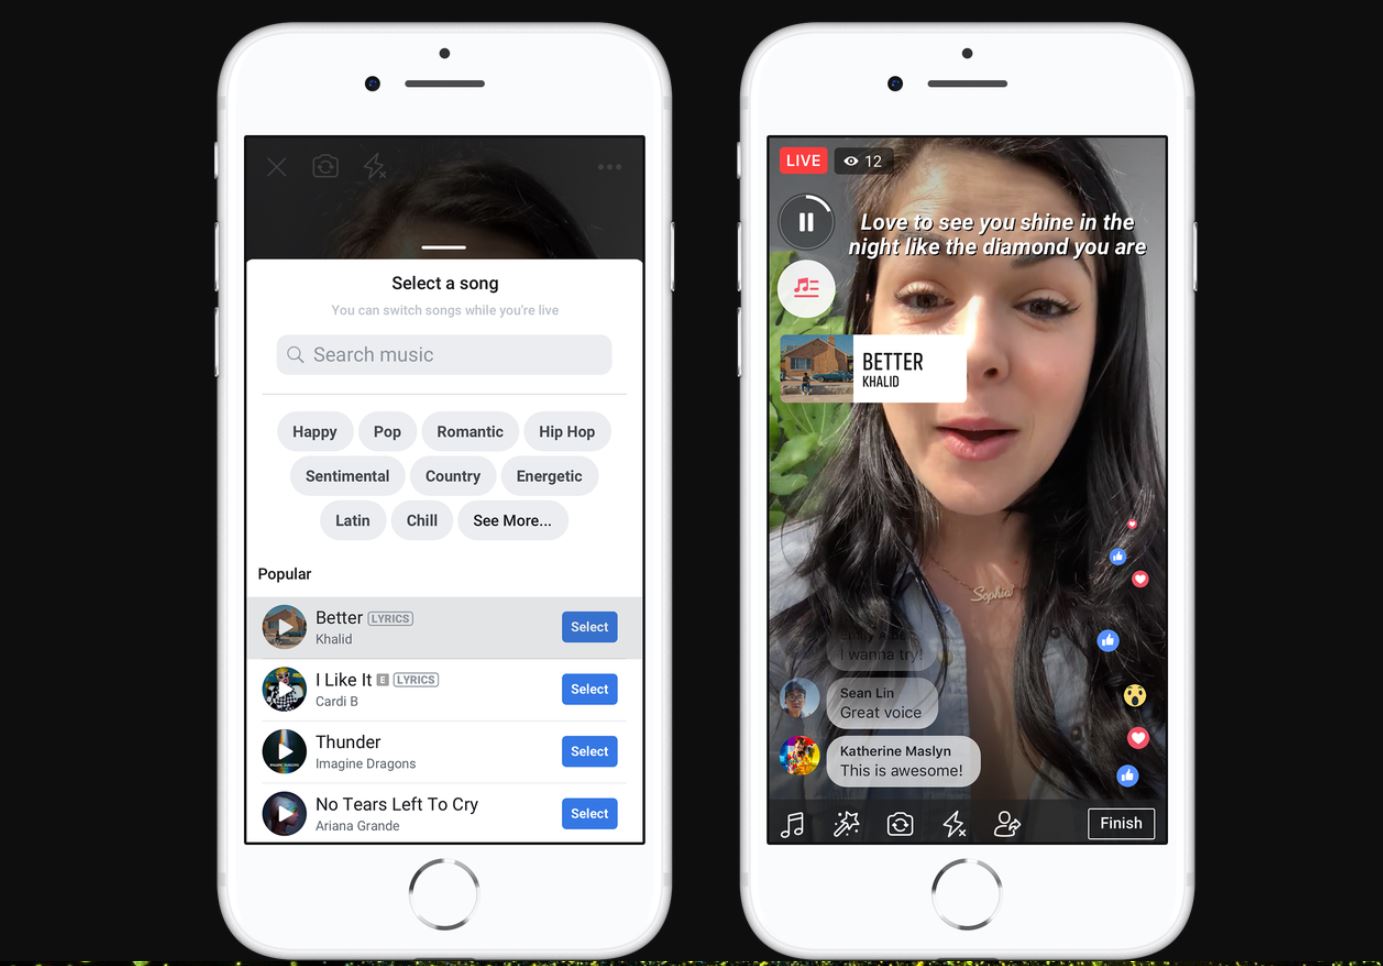 Select a song
You can switch songs while you're live
Search music
Happy
Pop
Romantic
Hip Hop
Sentimental
Country
Energetic
Latin
Chill
See More...
Popular
Better LYRICS
Khalid
Select
I Like It E LYRICS
Cardi B
Select
Thunder
Imagine Dragons
Select
No Tears Left To Cry
Ariana Grande
Select
LIVE
12
Love to see you shine in the
night like the diamond you are
BETTER
KHALID
Sophia
I wanna try!
Sean Lin
Great voice
Katherine Maslyn
This is awesome!
Finish